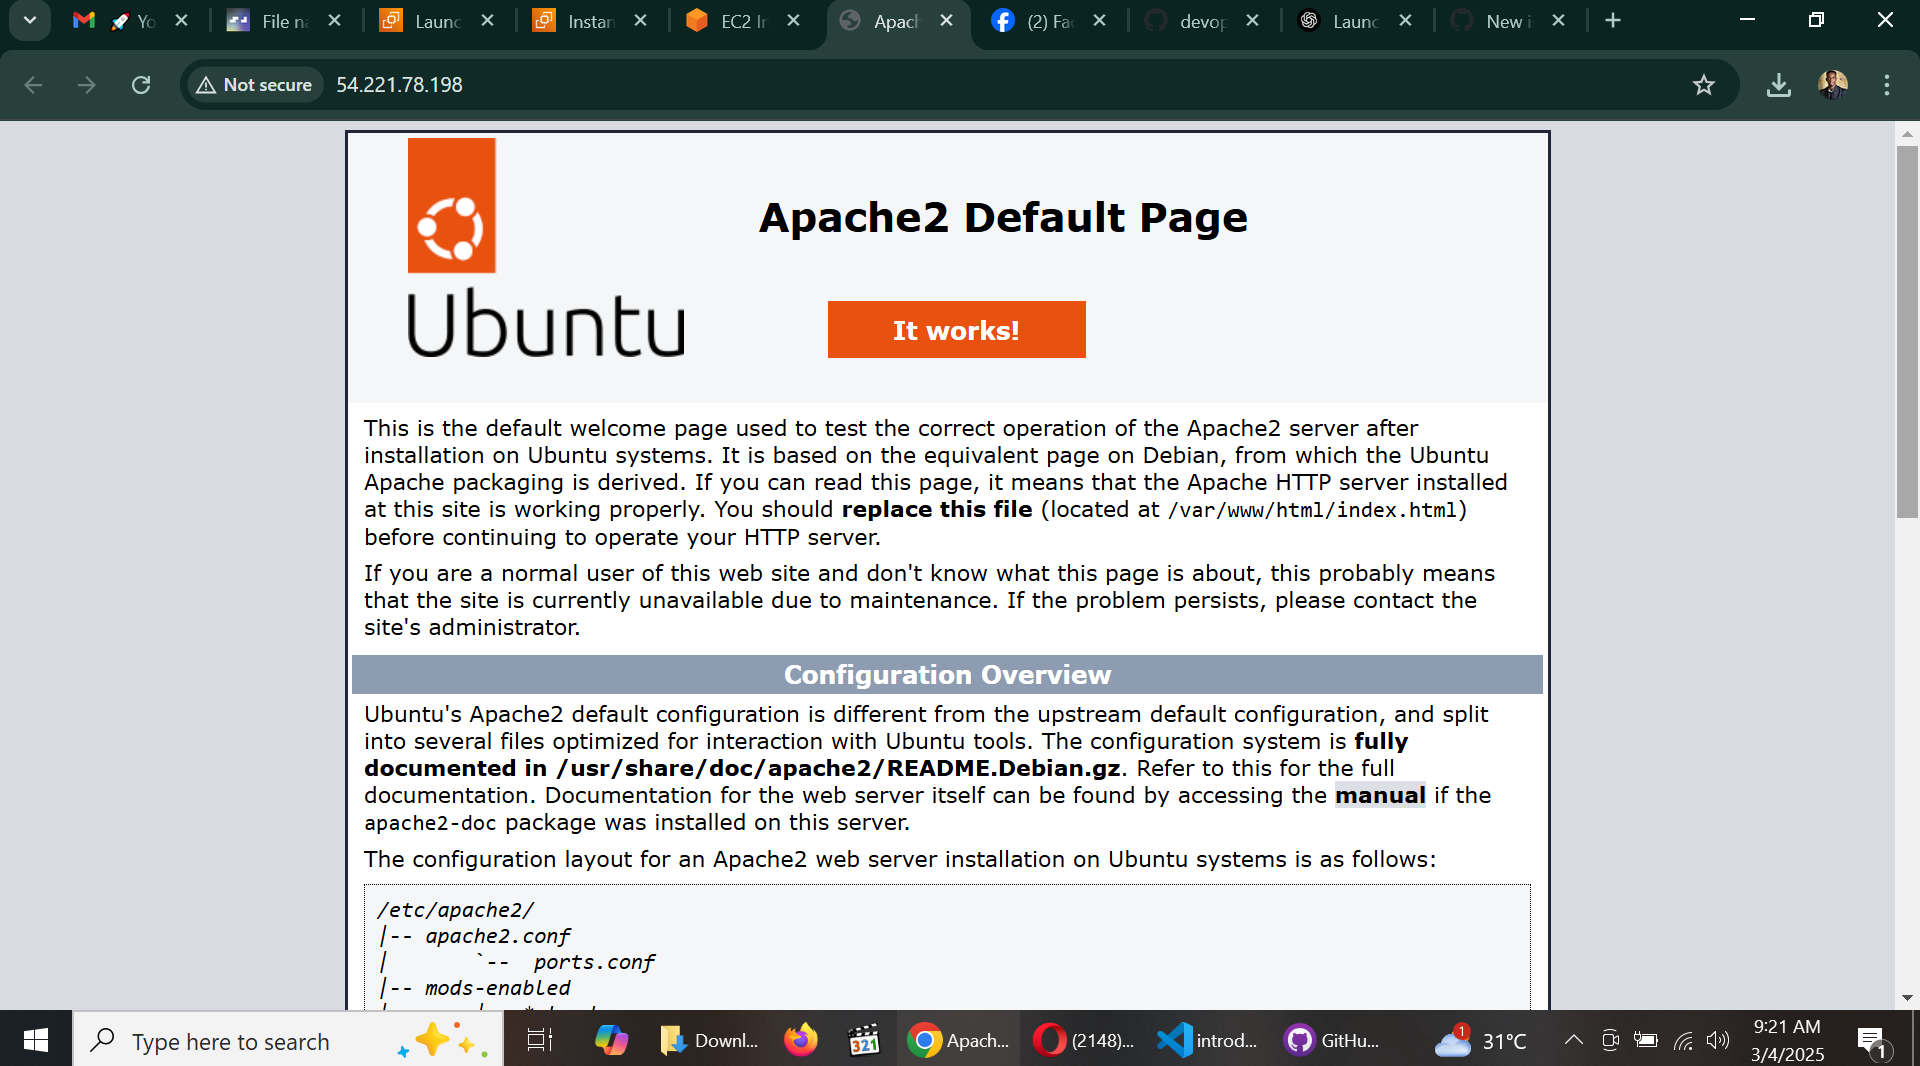 Yo
File na
Launc
Instan
EC2 In
Apach
(2) Fa
devop
Launc
New i
Not secure
54.221.78.198
Ubuntu
Apache2 Default Page
It works!
This is the default welcome page used to test the correct operation of the Apache2 server after
installation on Ubuntu systems. It is based on the equivalent page on Debian, from which the Ubuntu
Apache packaging is derived. If you can read this page, it means that the Apache HTTP server installed
at this site is working properly. You should replace this file (located at /var/www/html/index.html)
before continuing to operate your HTTP server.
If you are a normal user of this web site and don't know what this page is about, this probably means
that the site is currently unavailable due to maintenance. If the problem persists, please contact the
site's administrator.
Configuration Overview
Ubuntu's Apache2 default configuration is different from the upstream default configuration, and split
into several files optimized for interaction with Ubuntu tools. The configuration system is fully
documented in /usr/share/doc/apache2/README.Debian.gz. Refer to this for the full
documentation. Documentation for the web server itself can be found by accessing the manual if the
apache2-doc package was installed on this server.
The configuration layout for an Apache2 web server installation on Ubuntu systems is as follows:
/etc/apache2/
|-- apache2.conf
|       `--  ports.conf
|-- mods-enabled
Type here to search
Downl...
321
Apach...
(2148)...
introd...
GitHu...
1
31°C
9:21 AM
3/4/2025
1